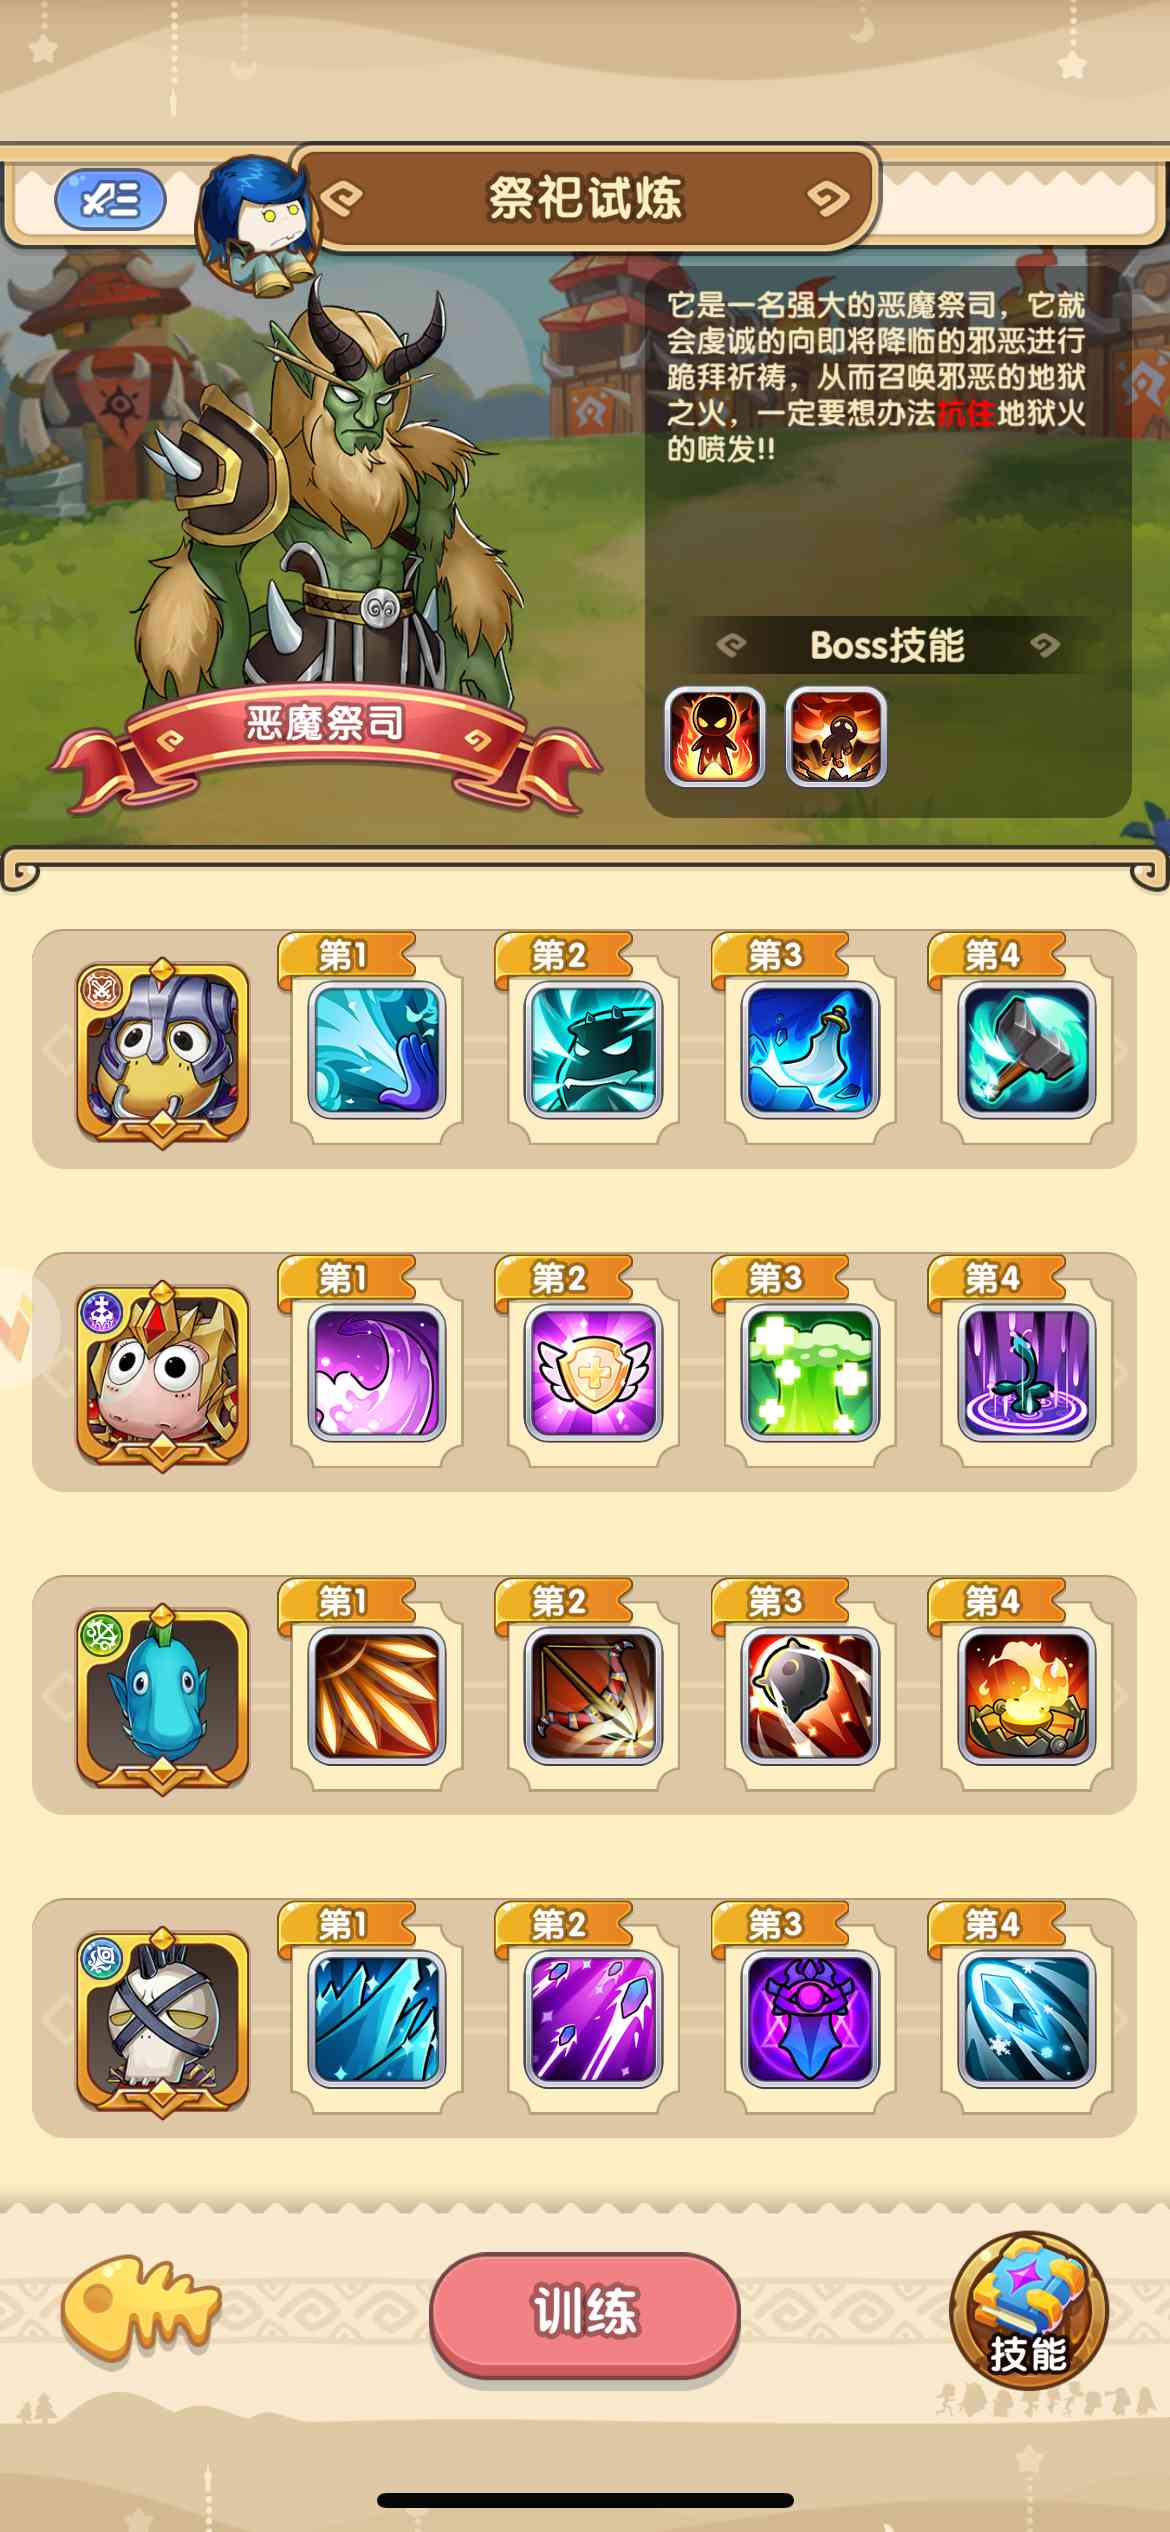 祭祀试炼
它是一名强大的恶魔祭司，它就
会虔诚的向即将降临的邪恶进行
跪拜祈祷，从而召唤邪恶的地狱
之火，一定要想办法抗住地狱火
的喷发!!
Boss技能
恶魔祭司
第1 第2 第3 第4
第1 第2 第3 第4
第1 第2 第3 第4
第1 第2 第3 第4
训练
技能